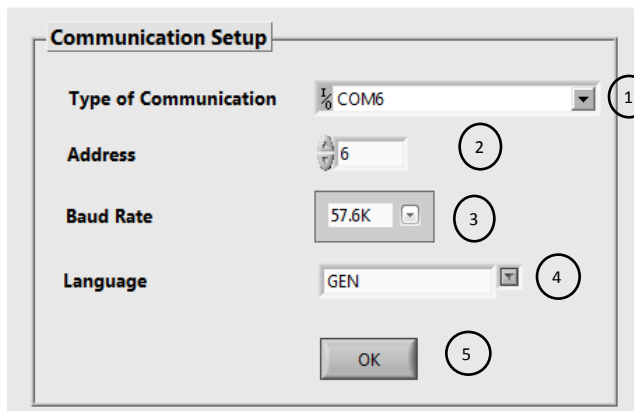 Communication Setup
Type of Communication I/O COM6 1
Address 6 2
Baud Rate 57.6K 3
Language GEN 4
OK 5